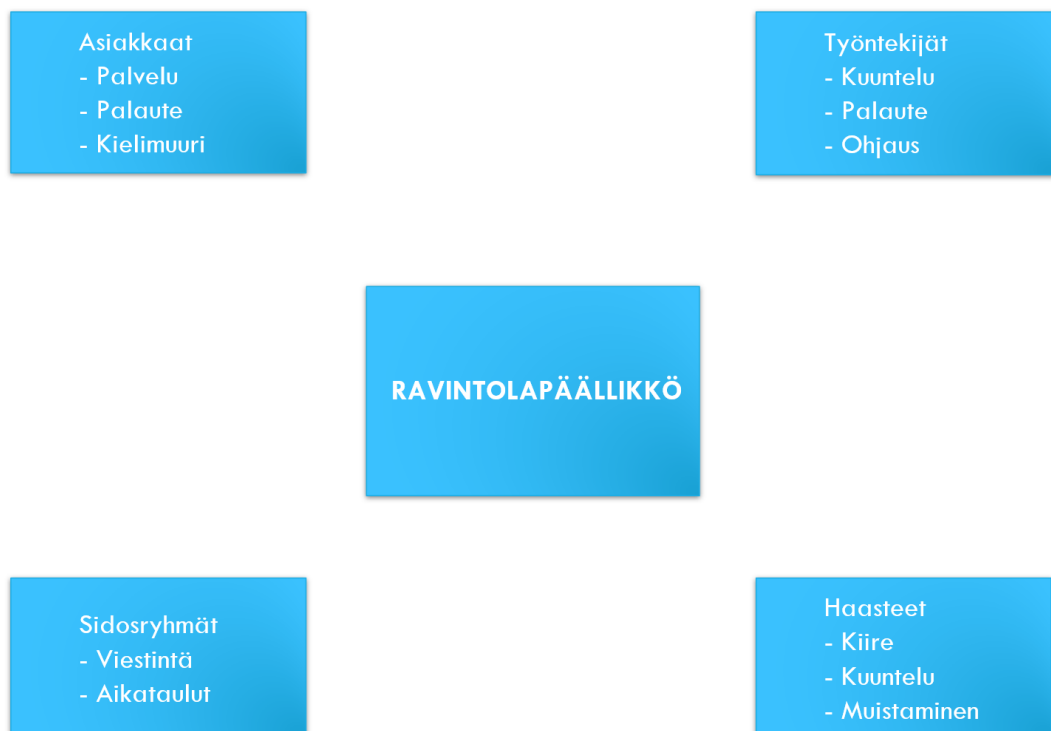 Asiakkaat
- Palvelu
- Palaute
- Kielimuuri
Työntekijät
- Kuuntelu
- Palaute
- Ohjaus
RAVINTOLAPÄÄLLIKKÖ
Sidosryhmät
- Viestintä
- Aikataulut
Haasteet
- Kiire
- Kuuntelu
- Muistaminen